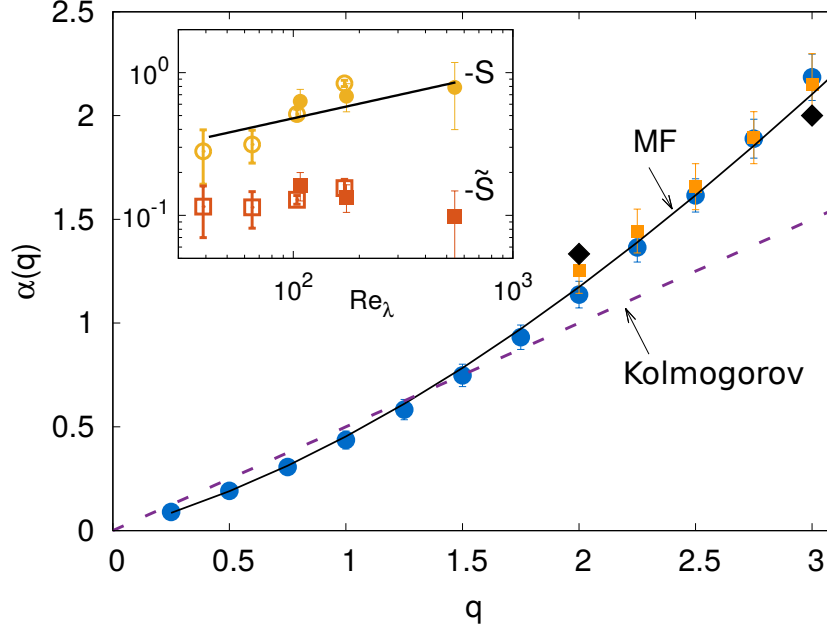 2.5
2
1.5
1
0.5
0
α(q)
10⁰
10⁻¹
-S
-S̃
10²
10³
Re_λ
MF
Kolmogorov
0
0.5
1
1.5
2
2.5
3
q